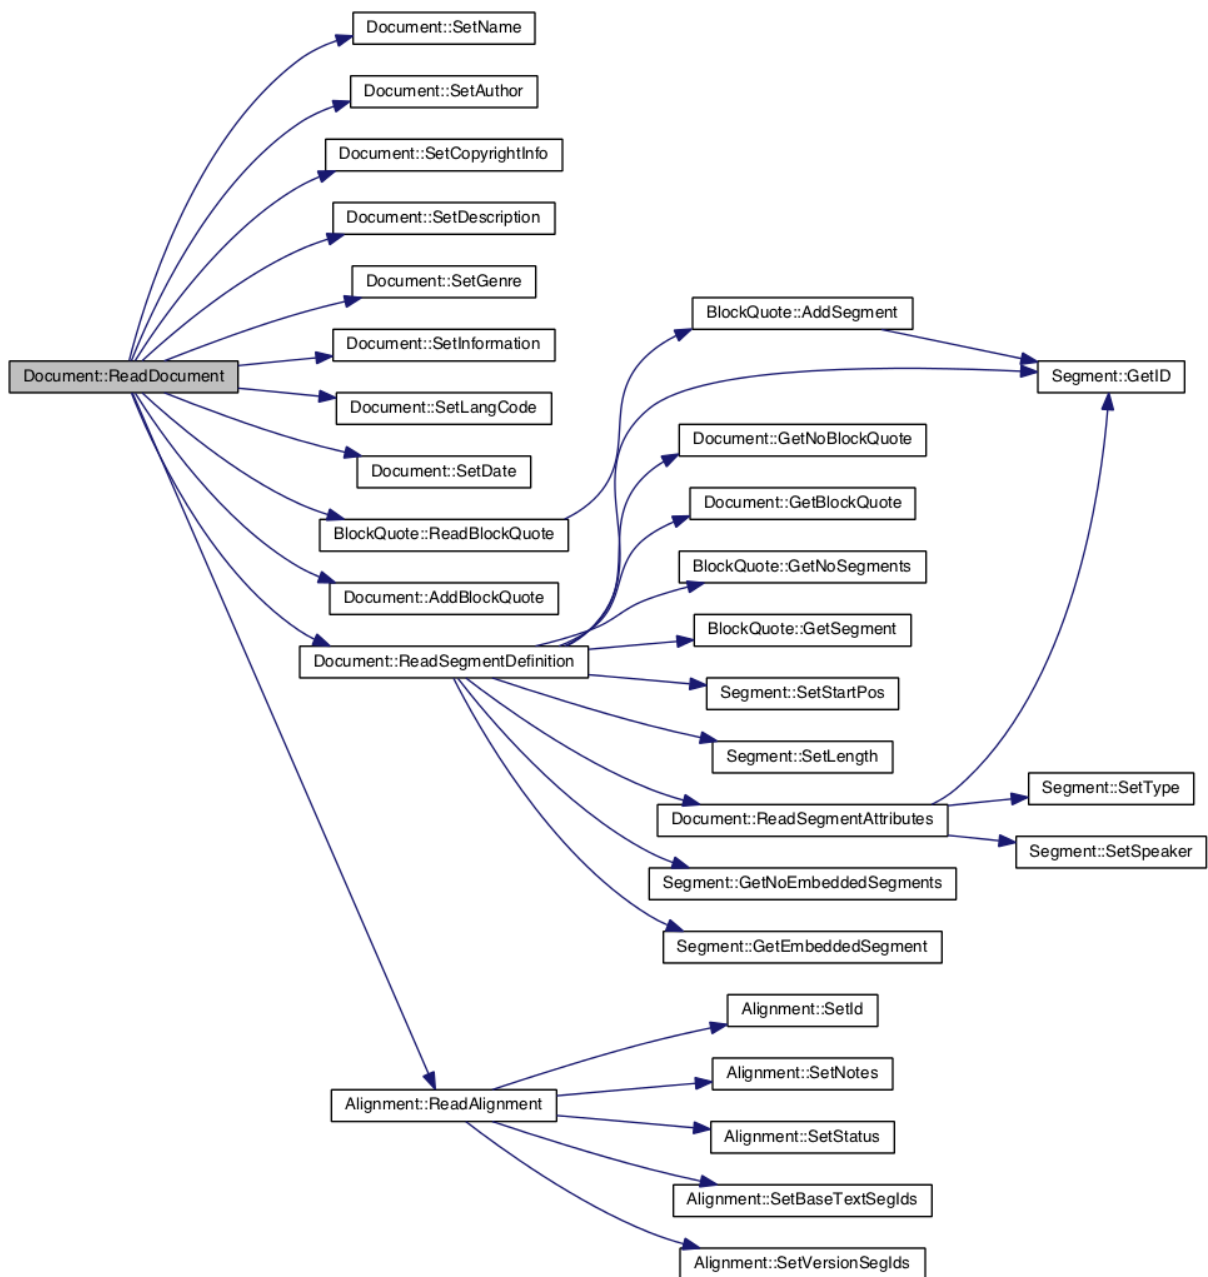 Document::SetName
Document::SetAuthor
Document::SetCopyrightInfo
Document::SetDescription
Document::SetGenre
Document::SetInformation
Document::ReadDocument
Document::SetLangCode
Document::SetDate
BlockQuote::ReadBlockQuote
Document::AddBlockQuote
Document::ReadSegmentDefinition
BlockQuote::AddSegment
Segment::GetID
Document::GetNoBlockQuote
Document::GetBlockQuote
BlockQuote::GetNoSegments
BlockQuote::GetSegment
Segment::SetStartPos
Segment::SetLength
Document::ReadSegmentAttributes
Segment::SetType
Segment::SetSpeaker
Segment::GetNoEmbeddedSegments
Segment::GetEmbeddedSegment
Alignment::ReadAlignment
Alignment::SetId
Alignment::SetNotes
Alignment::SetStatus
Alignment::SetBaseTextSegIds
Alignment::SetVersionSegIds